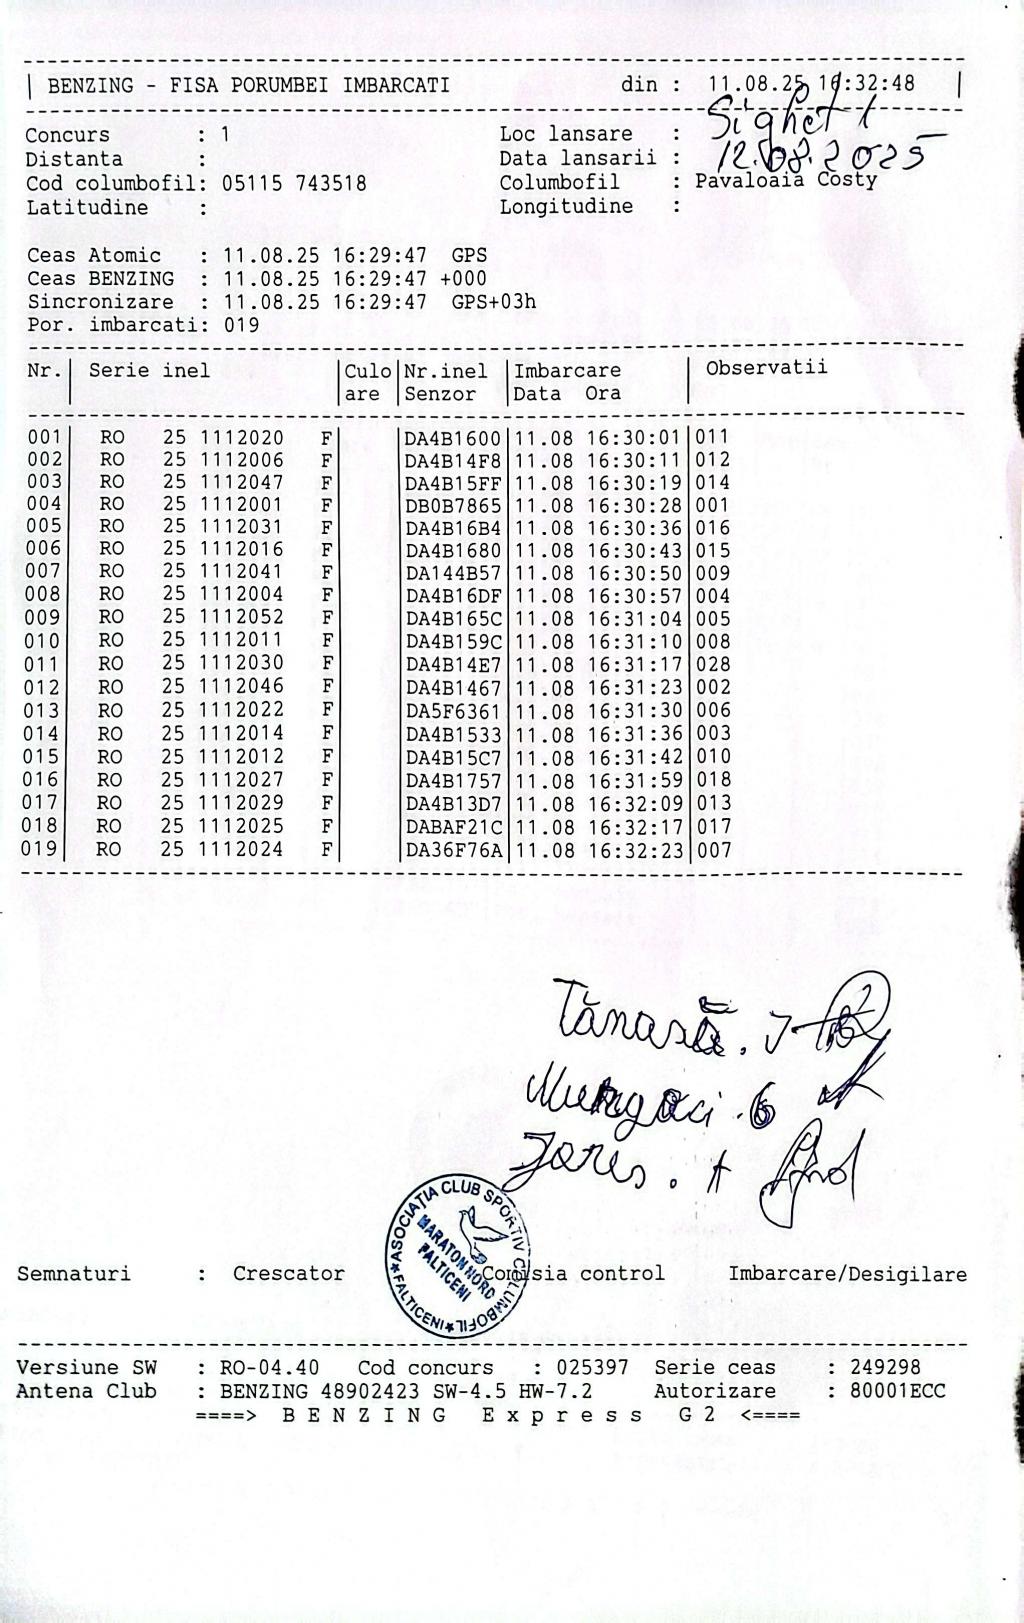 BENZING - FISA PORUMBEI IMBARCATI din : 11.08.25 16:32:48
Concurs : 1 Loc lansare : Sighet 1
Distanta : Data lansarii : 12.08.2025
Cod columbofil: 05115 743518 Columbofil : Pavaloaia Costy
Latitudine : Longitudine :
Ceas Atomic : 11.08.25 16:29:47 GPS
Ceas BENZING : 11.08.25 16:29:47 +000
Sincronizare : 11.08.25 16:29:47 GPS+03h
Por. imbarcati: 019
Nr. Serie inel Culo Nr.inel Imbarcare Observatii
are Senzor Data Ora
001 RO 25 1112020 F DA4B1600 11.08 16:30:01 011
002 RO 25 1112006 F DA4B14F8 11.08 16:30:11 012
003 RO 25 1112047 F DA4B15FF 11.08 16:30:19 014
004 RO 25 1112001 F DB0B7865 11.08 16:30:28 001
005 RO 25 1112031 F DA4B16B4 11.08 16:30:36 016
006 RO 25 1112016 F DA4B1680 11.08 16:30:43 015
007 RO 25 1112041 F DA144B57 11.08 16:30:50 009
008 RO 25 1112004 F DA4B16DF 11.08 16:30:57 004
009 RO 25 1112052 F DA4B165C 11.08 16:31:04 005
010 RO 25 1112011 F DA4B159C 11.08 16:31:10 008
011 RO 25 1112030 F DA4B14E7 11.08 16:31:17 028
012 RO 25 1112046 F DA4B1467 11.08 16:31:23 002
013 RO 25 1112022 F DA5F6361 11.08 16:31:30 006
014 RO 25 1112014 F DA4B1533 11.08 16:31:36 003
015 RO 25 1112012 F DA4B15C7 11.08 16:31:42 010
016 RO 25 1112027 F DA4B1757 11.08 16:31:59 018
017 RO 25 1112029 F DA4B13D7 11.08 16:32:09 013
018 RO 25 1112025 F DABAF21C 11.08 16:32:17 017
019 RO 25 1112024 F DA36F76A 11.08 16:32:23 007
Tănasă. J
ASOCIAȚIA CLUB SPORTIV COLUMBOFIL * FALTICENI *
MARATON NORD
FALTICENI
Semnaturi : Crescator Comisia control Imbarcare/Desigilare
Versiune SW : RO-04.40 Cod concurs : 025397 Serie ceas : 249298
Antena Club : BENZING 48902423 SW-4.5 HW-7.2 Autorizare : 80001ECC
====> B E N Z I N G E x p r e s s G 2 <====